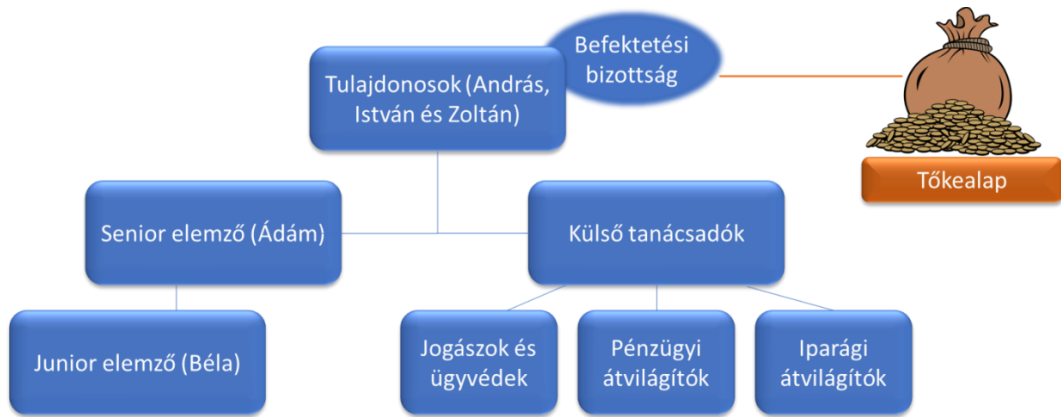 Befektetési
bizottság
Tulajdonosok (András,
István és Zoltán)
Tőkealap
Senior elemző (Ádám)
Külső tanácsadók
Junior elemző (Béla)
Jogászok és
ügyvédek
Pénzügyi
átvilágítók
Iparági
átvilágítók